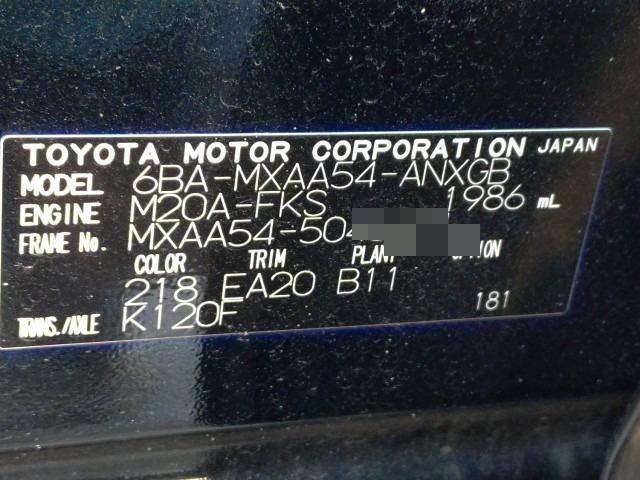 TOYOTA MOTOR CORPORATION JAPAN
MODEL 6BA-MXAA54-ANXGB
ENGINE M20A-FKS 1986 mL
FRAME No. MXAA54-50
COLOR TRIM PLANT OPTION
218 EA20 B11
TRANS./AXLE K120F 181